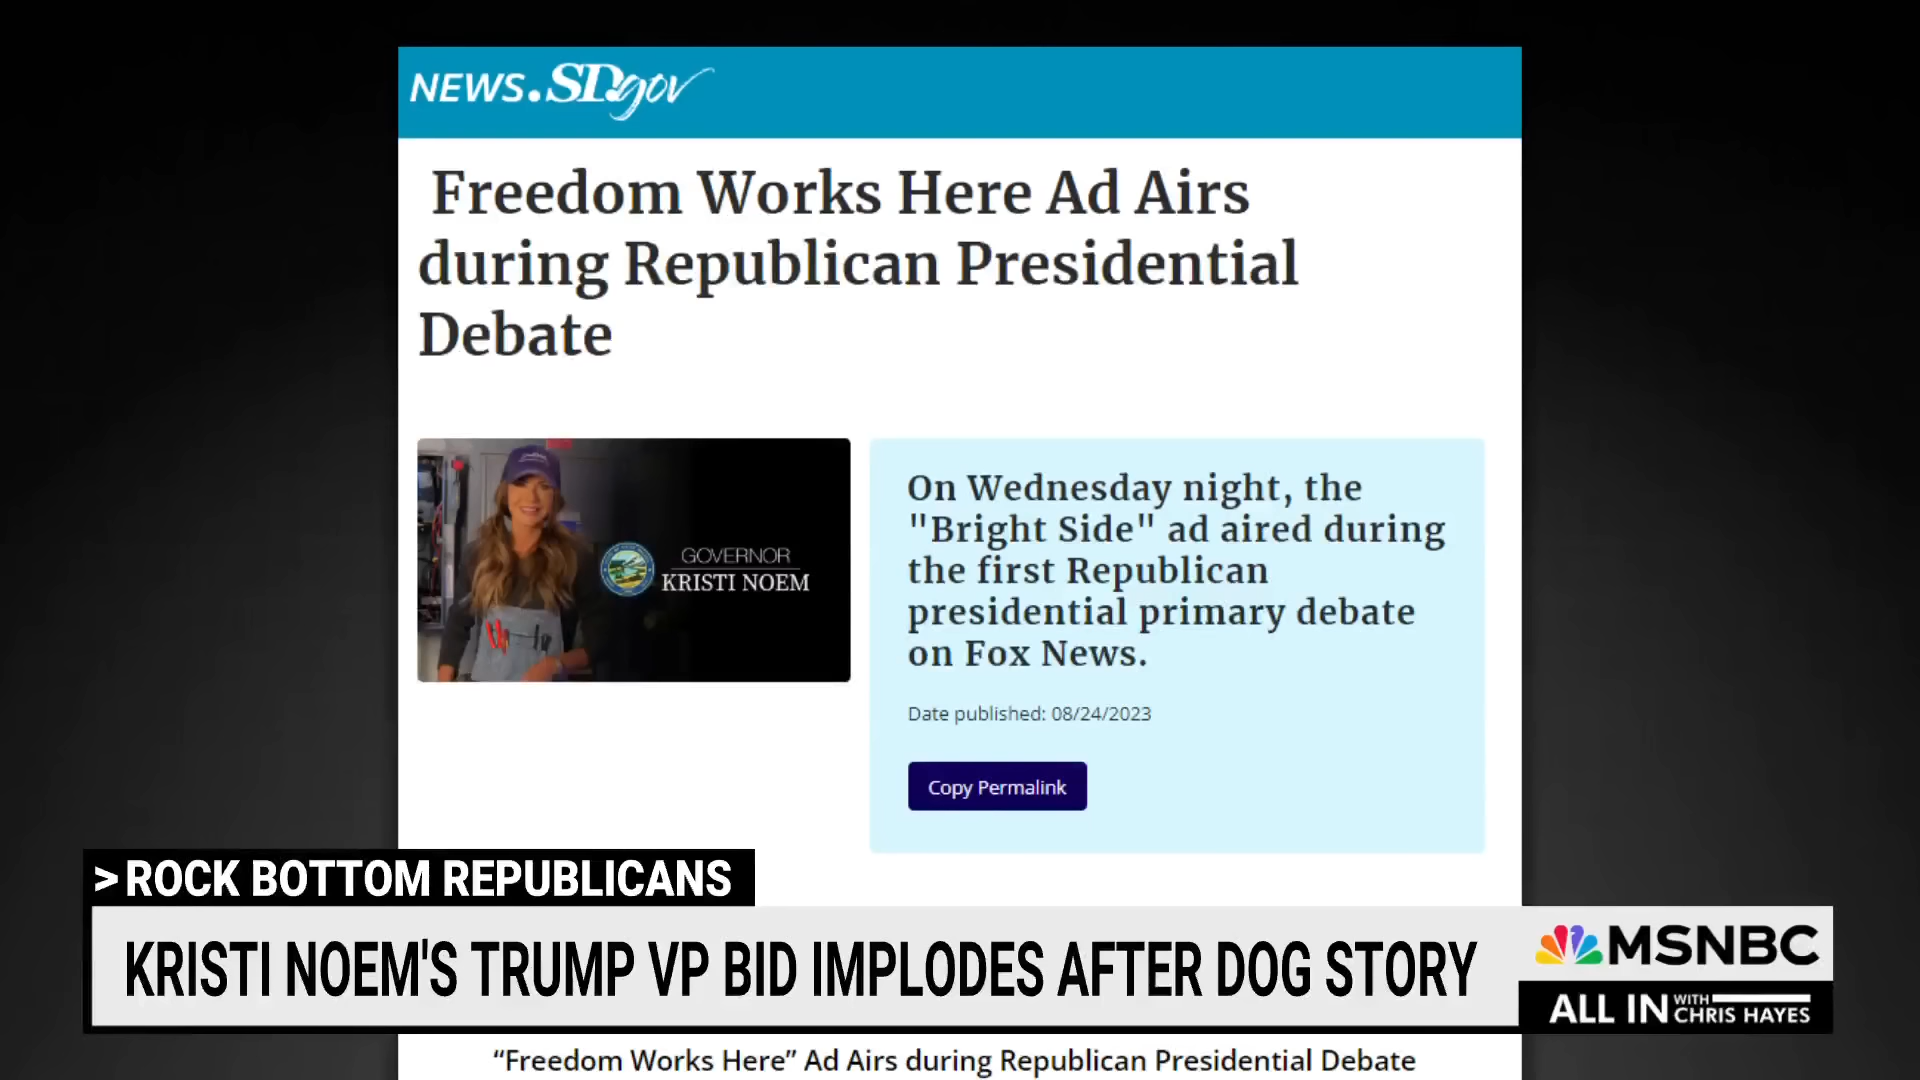 NEWS.SD.gov
Freedom Works Here Ad Airs
during Republican Presidential
Debate
GOVERNOR
KRISTI NOEM
On Wednesday night, the
"Bright Side" ad aired during
the first Republican
presidential primary debate
on Fox News.
Date published: 08/24/2023
Copy Permalink
>ROCK BOTTOM REPUBLICANS
KRISTI NOEM'S TRUMP VP BID IMPLODES AFTER DOG STORY
MSNBC
ALL IN WITH CHRIS HAYES
“Freedom Works Here” Ad Airs during Republican Presidential Debate